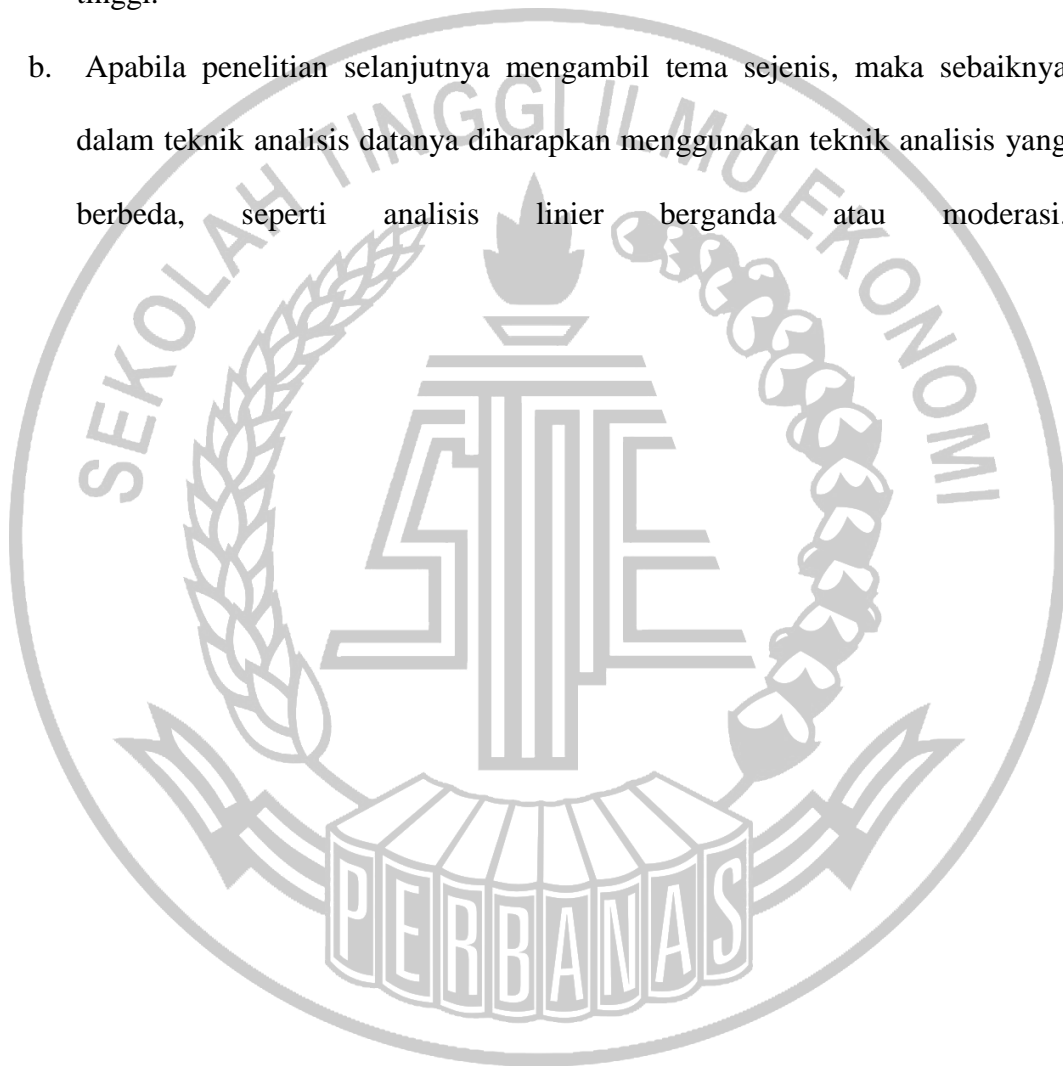 tinggi.
b. Apabila penelitian selanjutnya mengambil tema sejenis, maka sebaiknya
dalam teknik analisis datanya diharapkan menggunakan teknik analisis yang
berbeda, seperti analisis linier berganda atau moderasi.
SEKOLAH TINGGI ILMU EKONOMI
STIE
PERBANAS